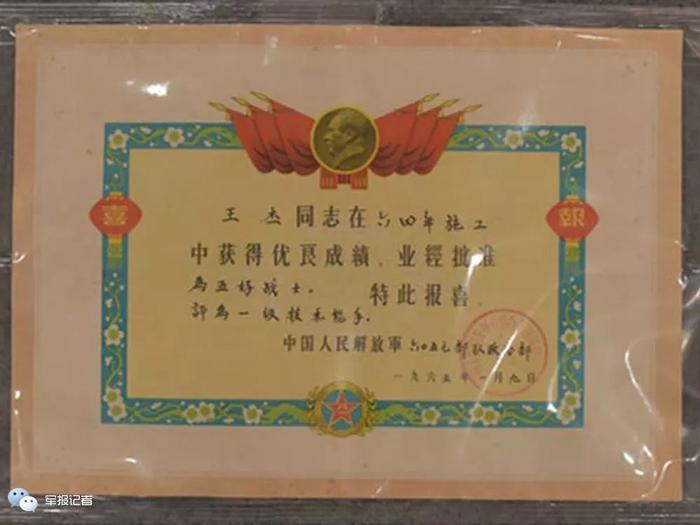 喜 報
王杰同志在六四年施工
中获得优良成绩、业經批准
為五好战士。 特此报喜
評為一级技术能手.
中国人民解放軍六〇五七部队政治部
一九六五年一月九日
军报记者